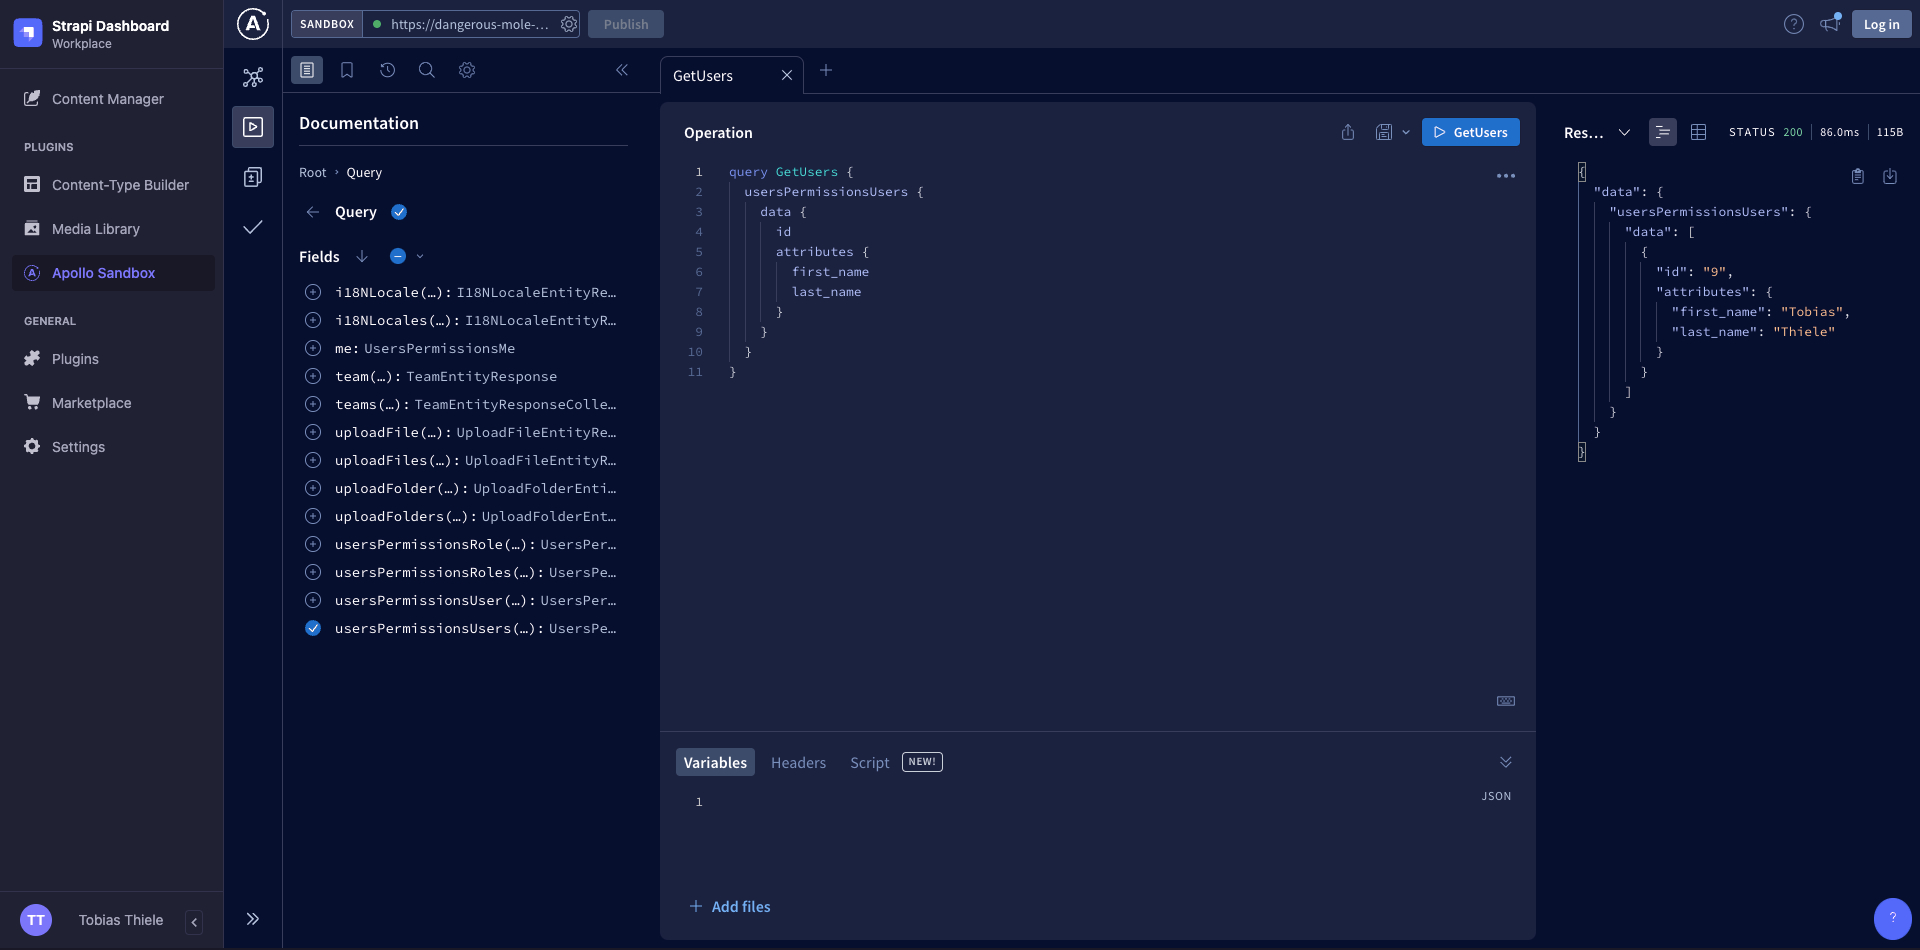 Strapi Dashboard
Workplace
Content Manager
PLUGINS
Content-Type Builder
Media Library
Apollo Sandbox
GENERAL
Plugins
Marketplace
Settings
TT
Tobias Thiele
SANDBOX
https://dangerous-mole-...
Publish
Log in
Documentation
Root › Query
Query
Fields
i18NLocale(…): I18NLocaleEntityRe…
i18NLocales(…): I18NLocaleEntityR…
me: UsersPermissionsMe
team(…): TeamEntityResponse
teams(…): TeamEntityResponseColle…
uploadFile(…): UploadFileEntityRe…
uploadFiles(…): UploadFileEntityR…
uploadFolder(…): UploadFolderEnti…
uploadFolders(…): UploadFolderEnt…
usersPermissionsRole(…): UsersPer…
usersPermissionsRoles(…): UsersPe…
usersPermissionsUser(…): UsersPer…
usersPermissionsUsers(…): UsersPe…
GetUsers
Operation
GetUsers
1 query GetUsers {
2 usersPermissionsUsers {
3 data {
4 id
5 attributes {
6 first_name
7 last_name
8 }
9 }
10 }
11 }
Variables Headers Script NEW!
1
JSON
Add files
Res... STATUS 200 86.0ms 115B
{
"data": {
"usersPermissionsUsers": {
"data": [
{
"id": "9",
"attributes": {
"first_name": "Tobias",
"last_name": "Thiele"
}
}
]
}
}
}
?